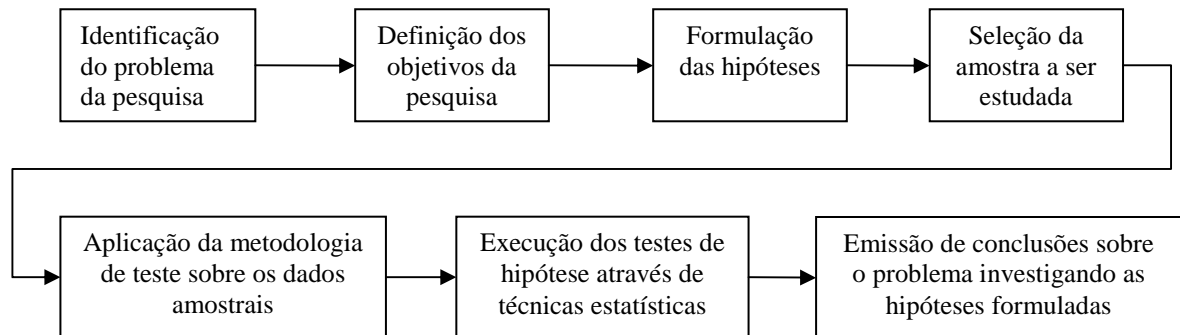 Identificação
do problema
da pesquisa
Definição dos
objetivos da
pesquisa
Formulação
das hipóteses
Seleção da
amostra a ser
estudada
Aplicação da metodologia
de teste sobre os dados
amostrais
Execução dos testes de
hipótese através de
técnicas estatísticas
Emissão de conclusões sobre
o problema investigando as
hipóteses formuladas